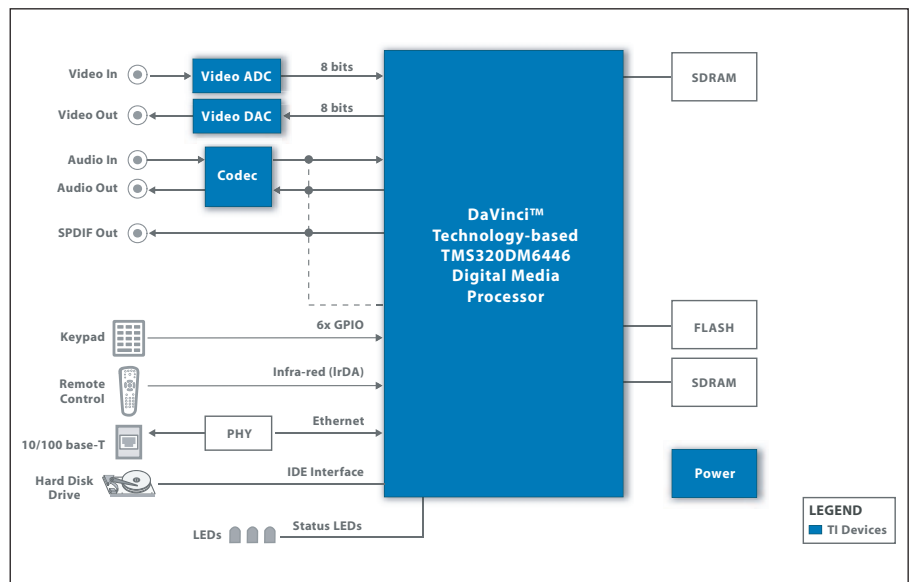 Video In
Video ADC
8 bits
SDRAM
Video Out
Video DAC
8 bits
Audio In
Codec
Audio Out
SPDIF Out
DaVinci™
Technology-based
TMS320DM6446
Digital Media
Processor
6x GPIO
Keypad
FLASH
Infra-red (IrDA)
Remote
Control
SDRAM
Ethernet
PHY
10/100 base-T
IDE Interface
Hard Disk
Drive
Power
Status LEDs
LEDs
LEGEND
TI Devices